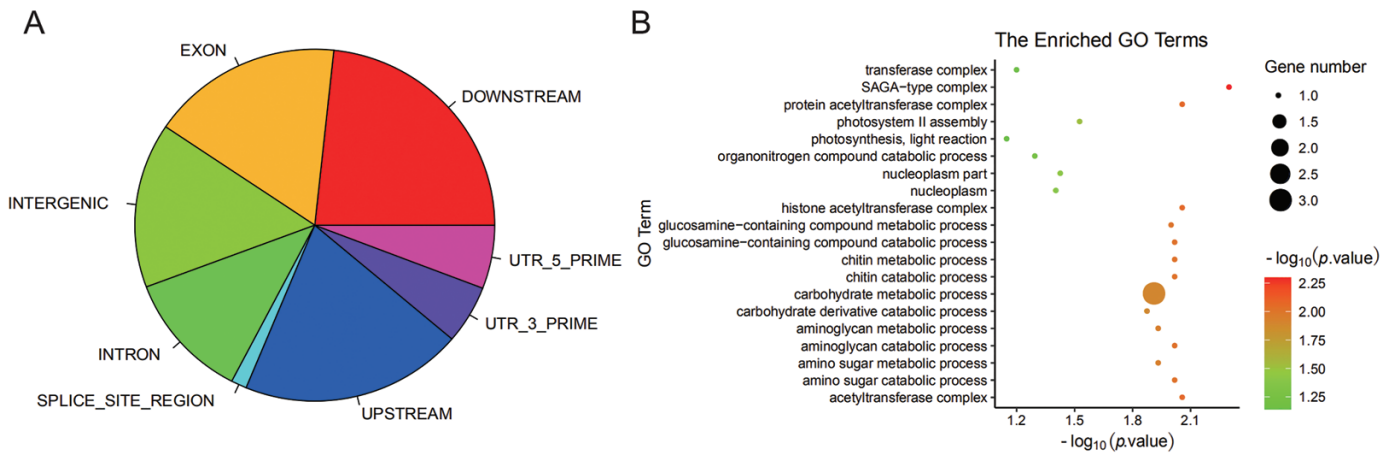 A
EXON
DOWNSTREAM
INTERGENIC
UTR_5_PRIME
UTR_3_PRIME
INTRON
SPLICE_SITE_REGION
UPSTREAM
B
The Enriched GO Terms
GO Term
transferase complex
SAGA-type complex
protein acetyltransferase complex
photosystem II assembly
photosynthesis, light reaction
organonitrogen compound catabolic process
nucleoplasm part
nucleoplasm
histone acetyltransferase complex
glucosamine-containing compound metabolic process
glucosamine-containing compound catabolic process
chitin metabolic process
chitin catabolic process
carbohydrate metabolic process
carbohydrate derivative catabolic process
aminoglycan metabolic process
aminoglycan catabolic process
amino sugar metabolic process
amino sugar catabolic process
acetyltransferase complex
1.2 1.5 1.8 2.1
-log10(p.value)
Gene number
1.0
1.5
2.0
2.5
3.0
-log10(p.value)
2.25
2.00
1.75
1.50
1.25